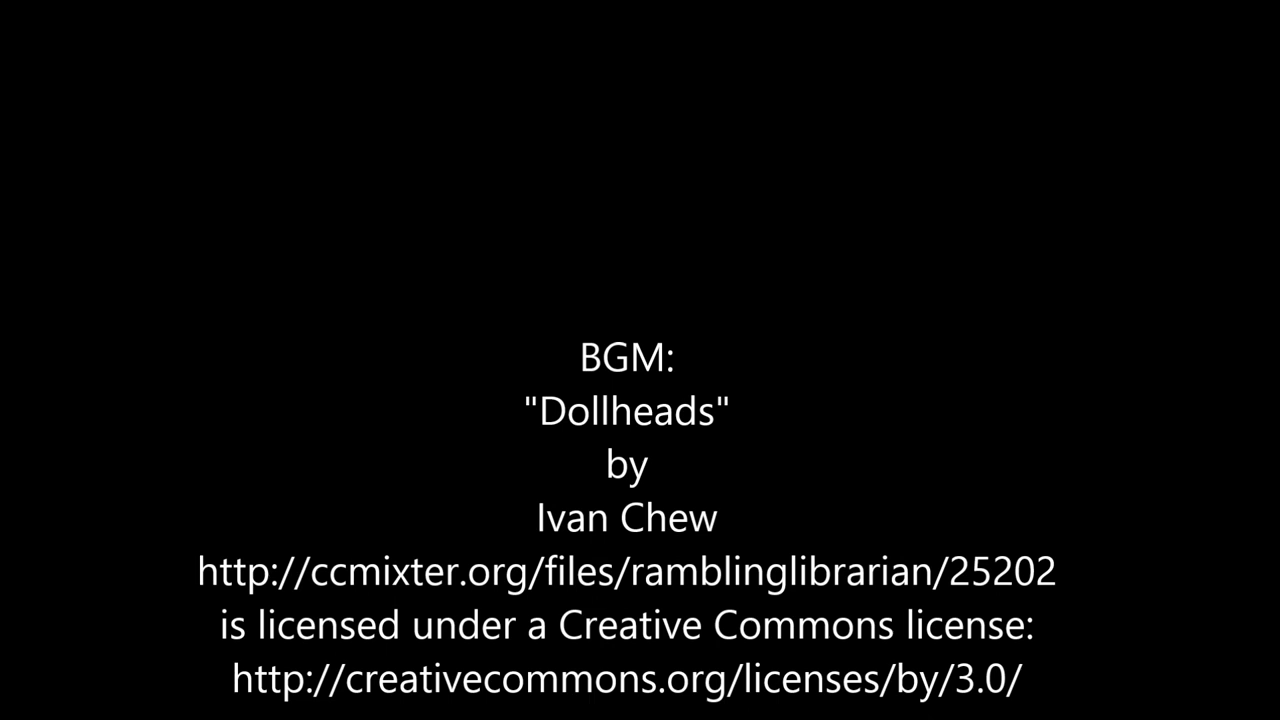 BGM:
"Dollheads"
by
Ivan Chew
http://ccmixter.org/files/ramblinglibrarian/25202
is licensed under a Creative Commons license:
http://creativecommons.org/licenses/by/3.0/